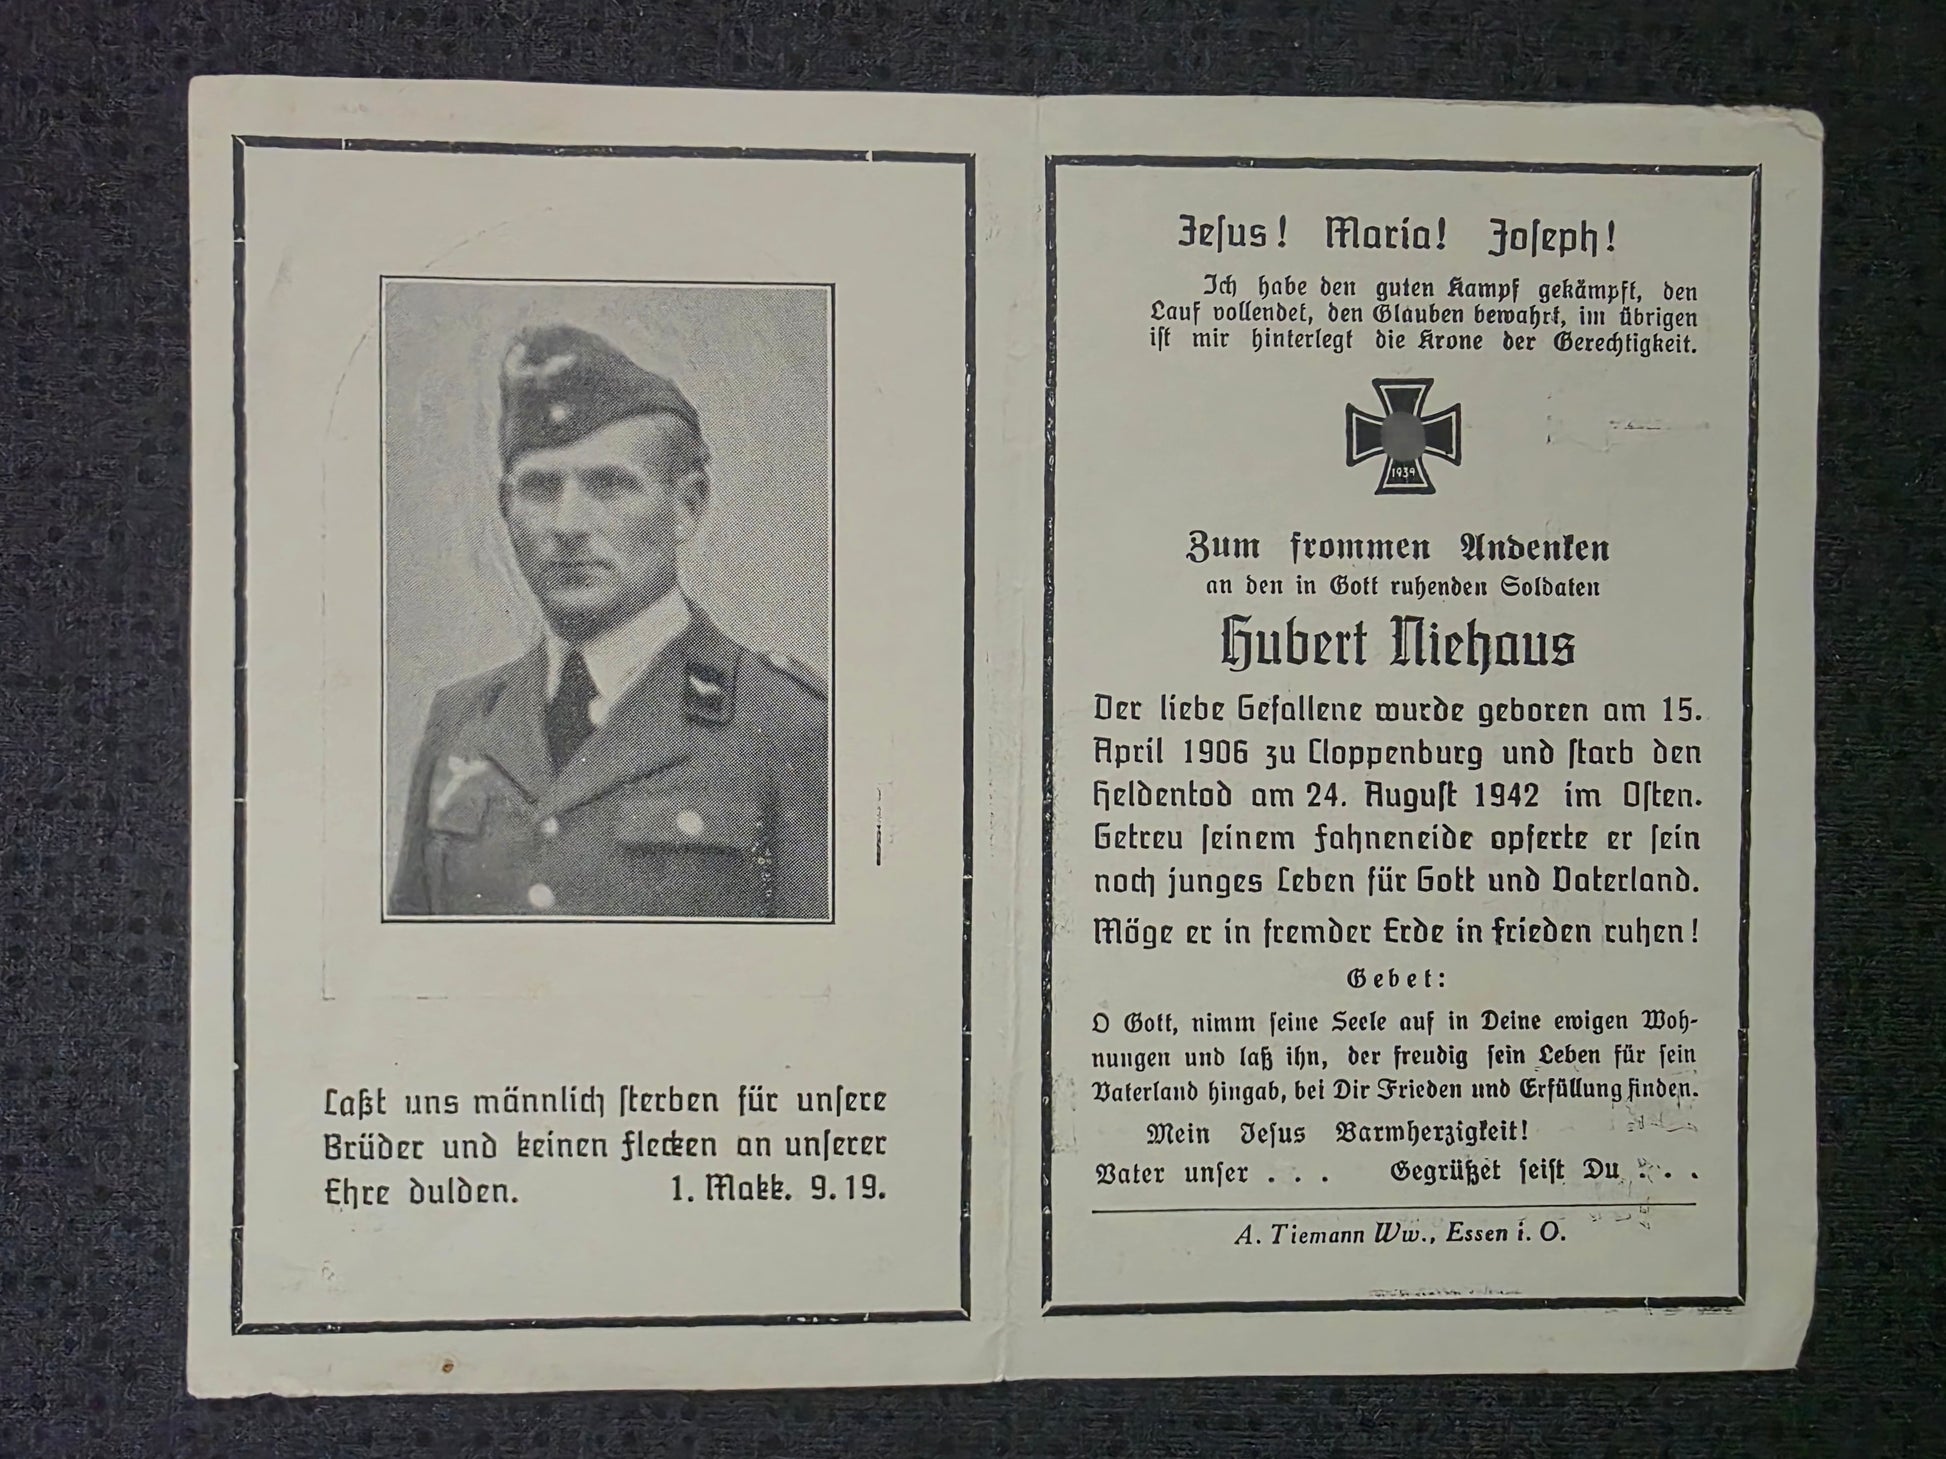 Laßt uns männlich sterben für unsere
Brüder und keinen Flecken an unserer
Ehre dulden. 1. Makk. 9.19.
Jesus! Maria! Joseph!
Ich habe den guten Kampf gekämpft, den
Lauf vollendet, den Glauben bewahrt, im übrigen
ist mir hinterlegt die Krone der Gerechtigkeit.
1939
Zum frommen Andenken
an den in Gott ruhenden Soldaten
Hubert Niehaus
Der liebe Gefallene wurde geboren am 15.
April 1906 zu Cloppenburg und starb den
Heldentod am 24. August 1942 im Osten.
Getreu seinem Fahneneide opferte er sein
noch junges Leben für Gott und Vaterland.
Möge er in fremder Erde in Frieden ruhen!
Gebet:
O Gott, nimm seine Seele auf in Deine ewigen Woh-
nungen und laß ihn, der freudig sein Leben für sein
Vaterland hingab, bei Dir Frieden und Erfüllung finden.
Mein Jesus Barmherzigkeit!
Vater unser . . . Gegrüßet seist Du . . .
A. Tiemann Ww., Essen i. O.